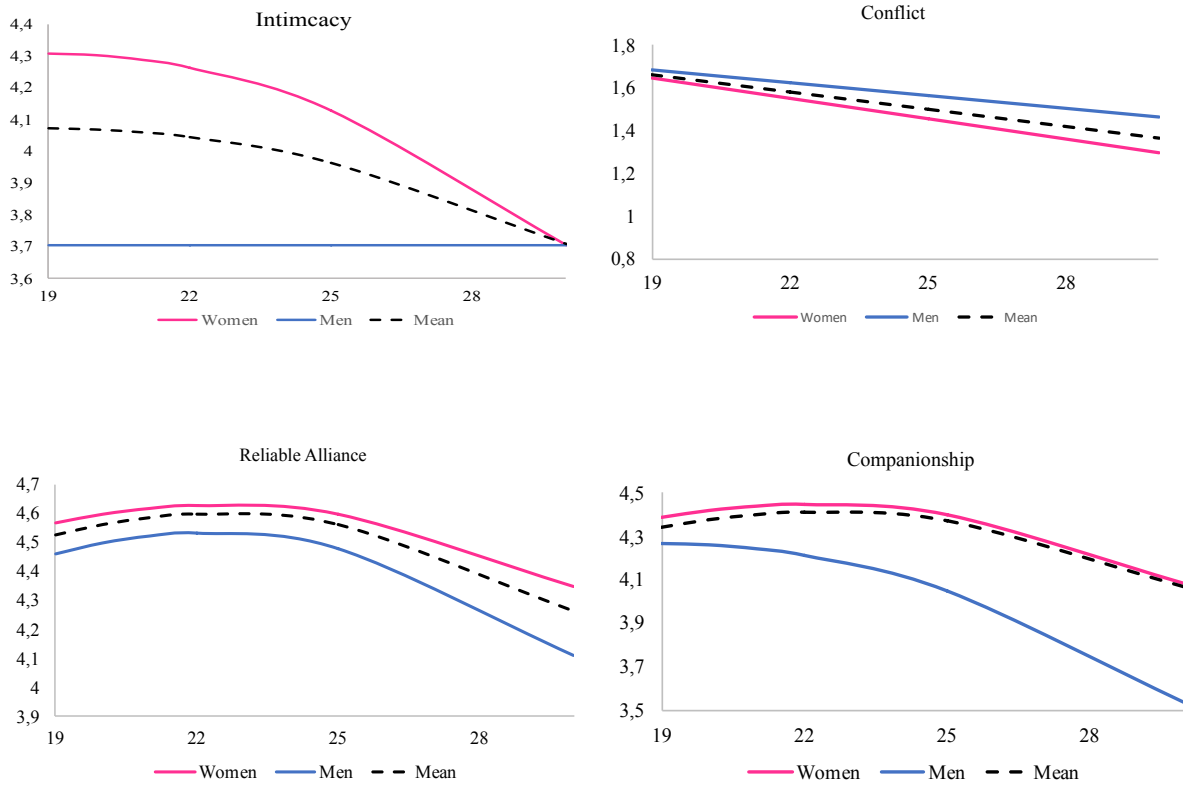 Intimcacy
4,4
4,3
4,2
4,1
4
3,9
3,8
3,7
3,6
19 22 25 28
Women Men Mean
Conflict
1,8
1,6
1,4
1,2
1
0,8
19 22 25 28
Women Men Mean
Reliable Alliance
4,7
4,6
4,5
4,4
4,3
4,2
4,1
4
3,9
19 22 25 28
Women Men Mean
Companionship
4,5
4,3
4,1
3,9
3,7
3,5
19 22 25 28
Women Men Mean